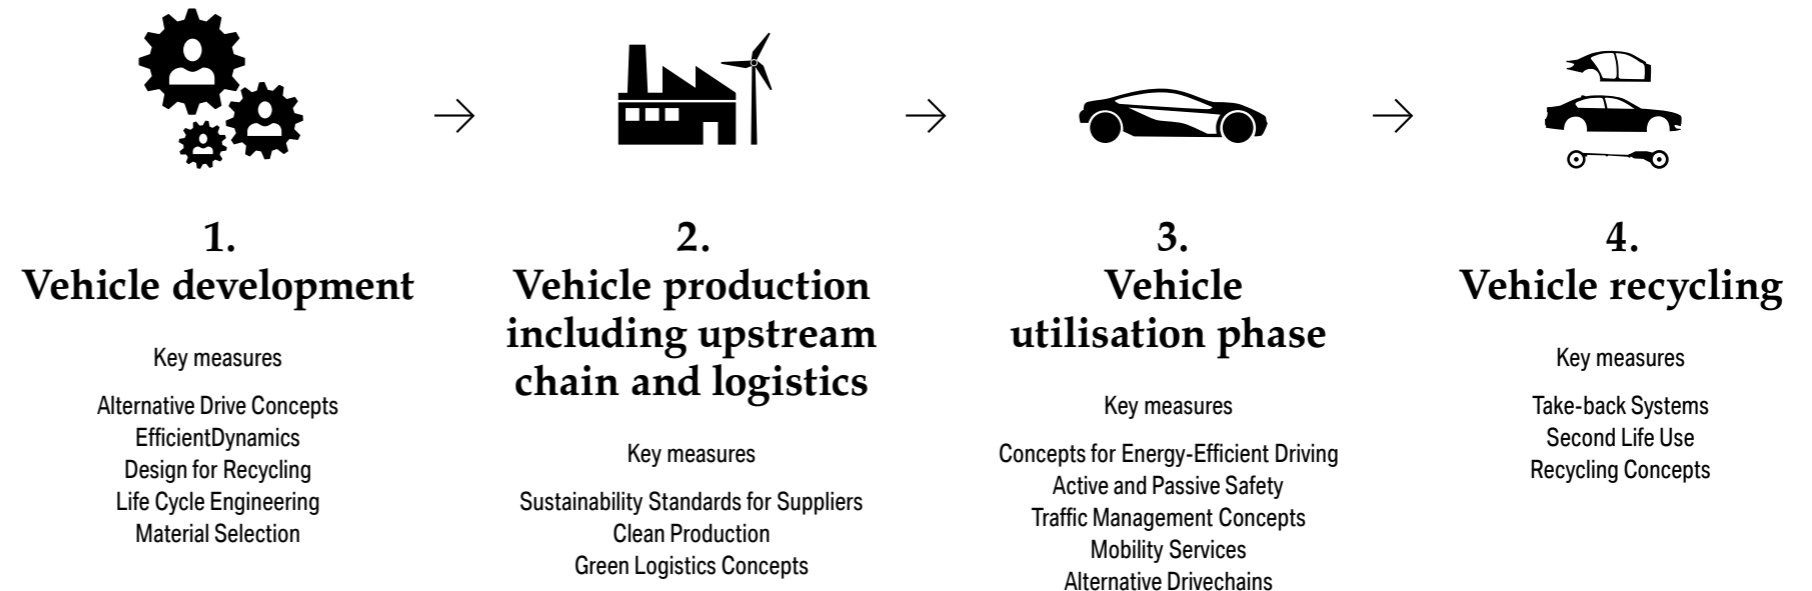 1.
Vehicle development
Key measures
Alternative Drive Concepts
EfficientDynamics
Design for Recycling
Life Cycle Engineering
Material Selection
2.
Vehicle production
including upstream
chain and logistics
Key measures
Sustainability Standards for Suppliers
Clean Production
Green Logistics Concepts
3.
Vehicle
utilisation phase
Key measures
Concepts for Energy-Efficient Driving
Active and Passive Safety
Traffic Management Concepts
Mobility Services
Alternative Drivechains
4.
Vehicle recycling
Key measures
Take-back Systems
Second Life Use
Recycling Concepts